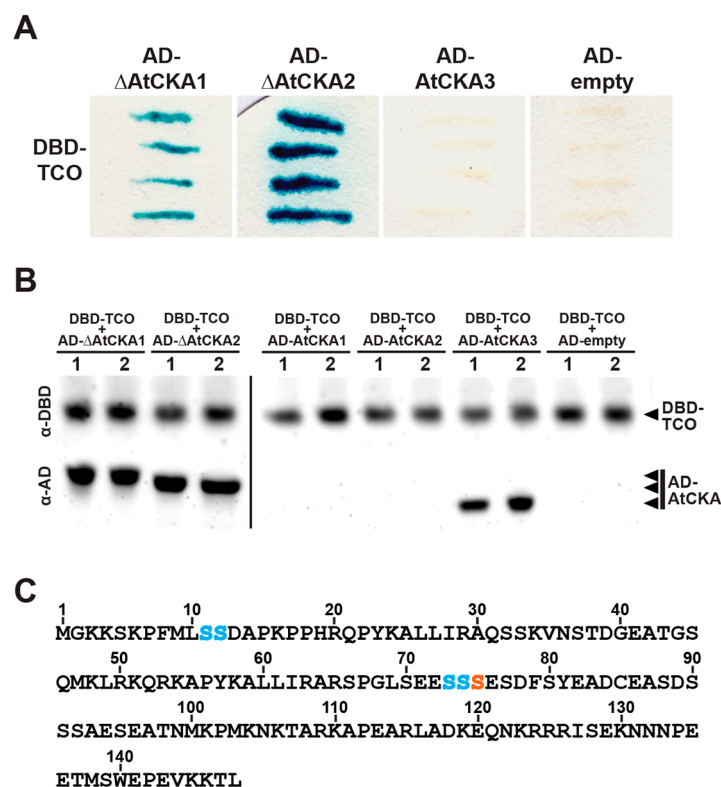 A
AD-
ΔAtCKA1
AD-
ΔAtCKA2
AD-
AtCKA3
AD-
empty
DBD-
TCO
B
DBD-TCO
+
AD-ΔAtCKA1
DBD-TCO
+
AD-ΔAtCKA2
DBD-TCO
+
AD-AtCKA1
DBD-TCO
+
AD-AtCKA2
DBD-TCO
+
AD-AtCKA3
DBD-TCO
+
AD-empty
1 2 1 2 1 2 1 2 1 2 1 2
α-DBD
DBD-
TCO
α-AD
AD-
AtCKA
C
1 10 20 30 40
MGKKSKPFMLSSDAPKPPHRQPYKALLIRAQSSKVNSTDGEATGS
50 60 70 80 90
QMKLRKQRKAPYKALLIRARSPGLSEESSSESDFSYEADCEASDS
100 110 120 130
SSAESEATNMKPMKNKTARKAPEARLADKEQNKRRRISEKNNNPE
140
ETMSWEPEVKKTL